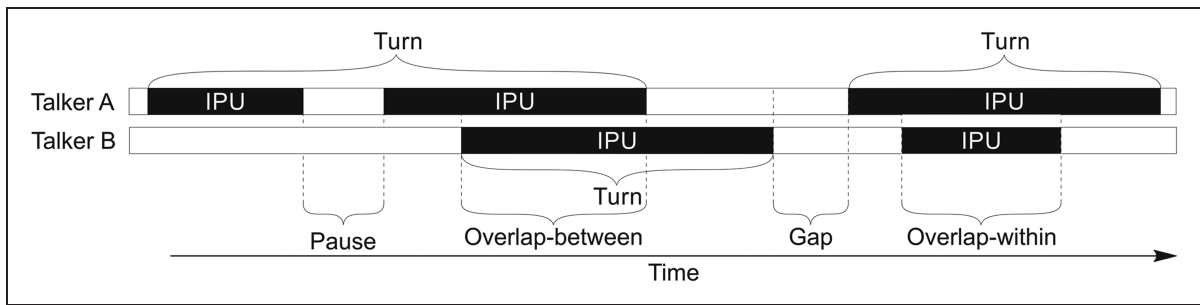 Turn Turn
Talker A IPU IPU IPU
Talker B IPU IPU
Turn
Pause Overlap-between Gap Overlap-within
Time